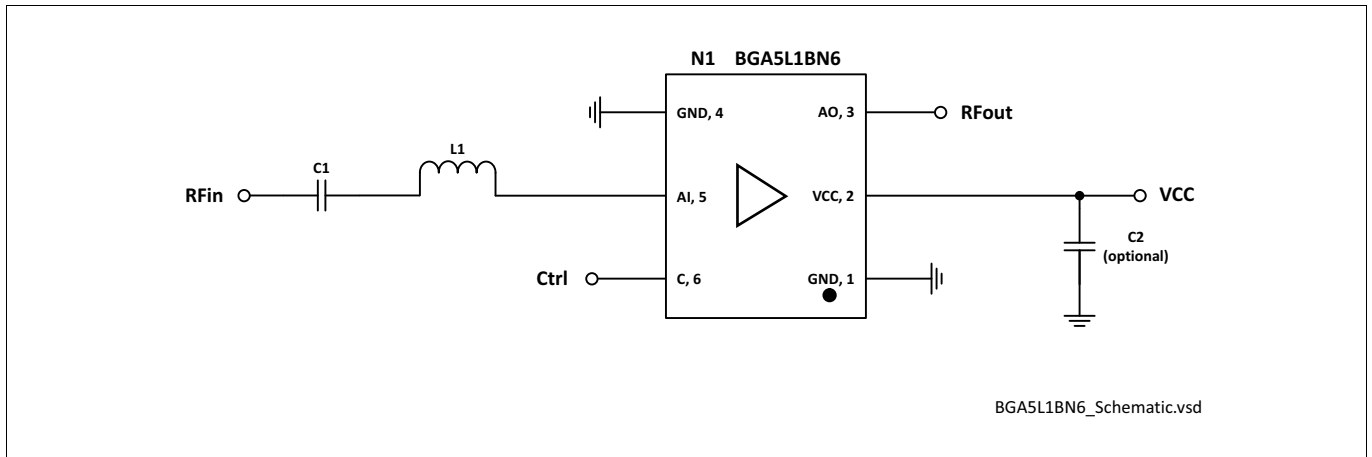 N1 BGA5L1BN6
GND, 4
AO, 3
RFout
C1
L1
RFin
AI, 5
VCC, 2
VCC
C2
(optional)
Ctrl
C, 6
GND, 1
BGA5L1BN6_Schematic.vsd